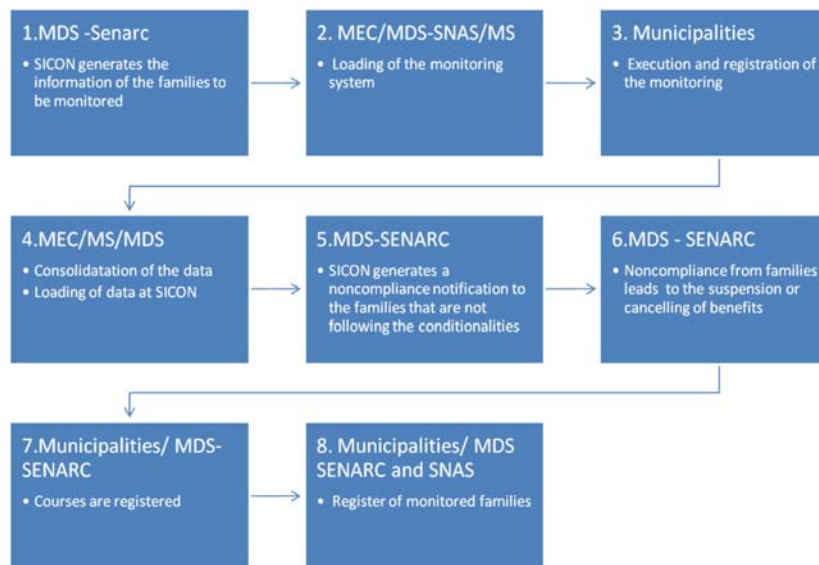 1.MDS -Senarc
• SICON generates the
information of the families to
be monitored
2. MEC/MDS-SNAS/MS
• Loading of the monitoring
system
3. Municipalities
• Execution and registration of
the monitoring
4.MEC/MS/MDS
• Consolidatation of the data
• Loading of data at SICON
5.MDS-SENARC
• SICON generates a
noncompliance notification to
the families that are not
following the conditionalities
6.MDS - SENARC
• Noncompliance from families
leads to the suspension or
cancelling of benefits
7.Municipalities/ MDS-
SENARC
• Courses are registered
8. Municipalities/ MDS
SENARC and SNAS
• Register of monitored families